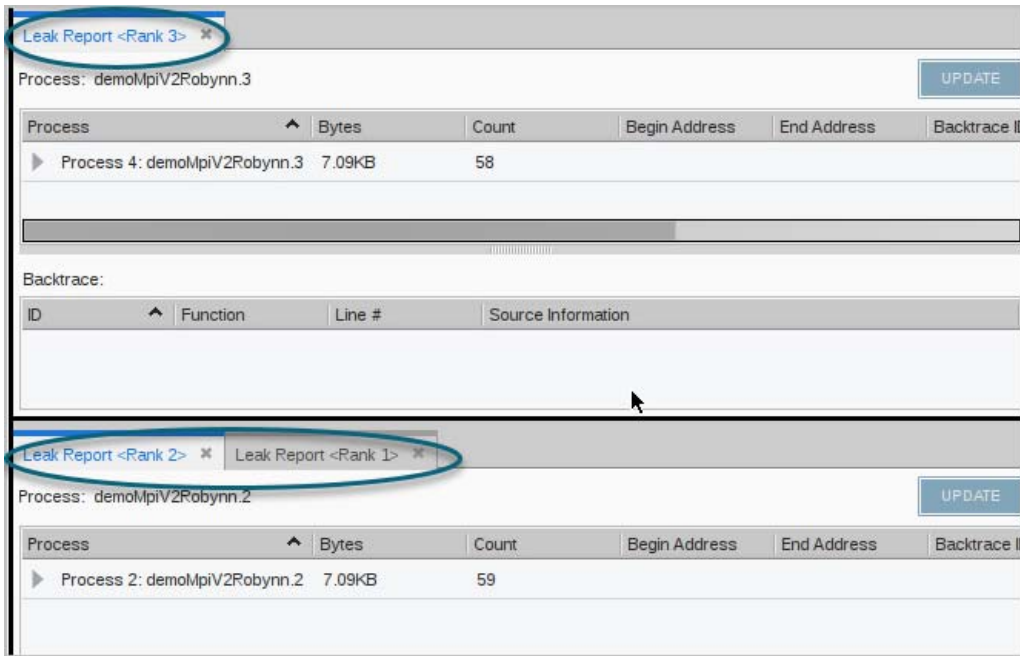 Leak Report <Rank 3>
Process: demoMpiV2Robynn.3
UPDATE
Process Bytes Count Begin Address End Address Backtrace
Process 4: demoMpiV2Robynn.3 7.09KB 58
Backtrace:
ID Function Line # Source Information
Leak Report <Rank 2> Leak Report <Rank 1>
Process: demoMpiV2Robynn.2
UPDATE
Process Bytes Count Begin Address End Address Backtrace
Process 2: demoMpiV2Robynn.2 7.09KB 59